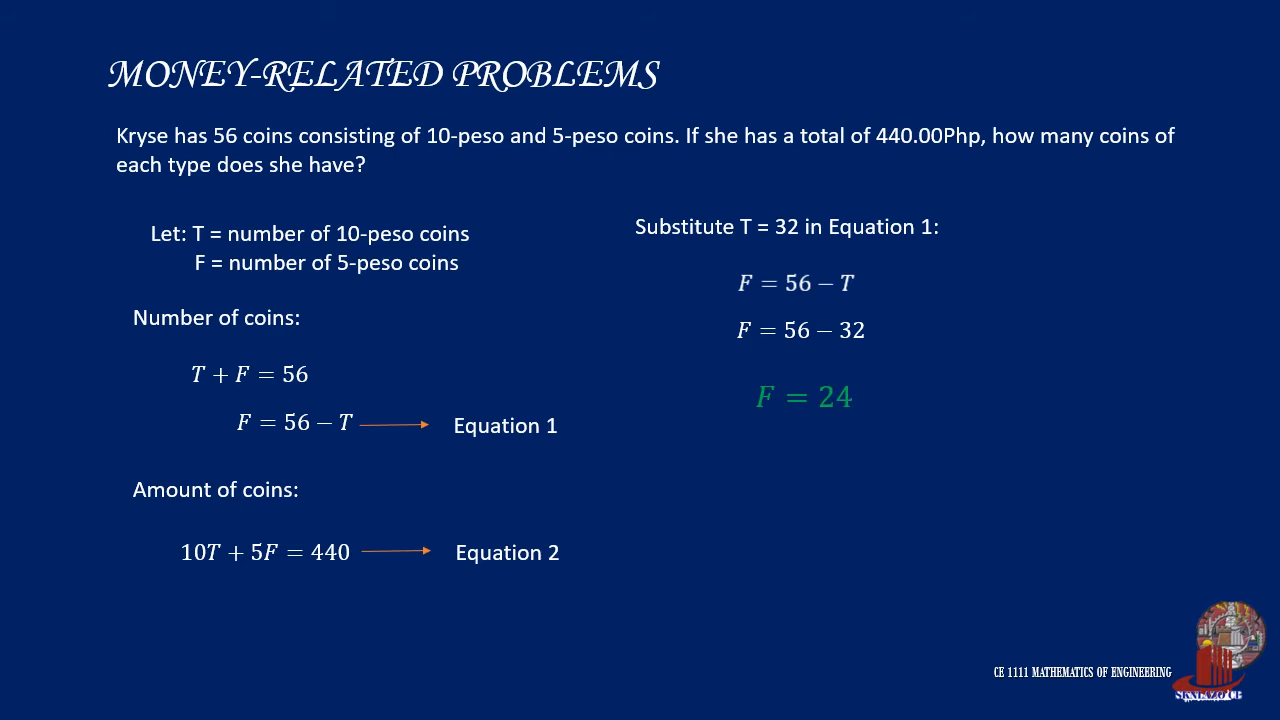 MONEY-RELATED PROBLEMS
Kryse has 56 coins consisting of 10-peso and 5-peso coins. If she has a total of 440.00Php, how many coins of
each type does she have?
Let: T = number of 10-peso coins
F = number of 5-peso coins
Number of coins:
T + F = 56
F = 56 − T
Equation 1
Amount of coins:
10T + 5F = 440
Equation 2
Substitute T = 32 in Equation 1:
F = 56 − T
F = 56 − 32
F = 24
CE 1111 MATHEMATICS OF ENGINEERING